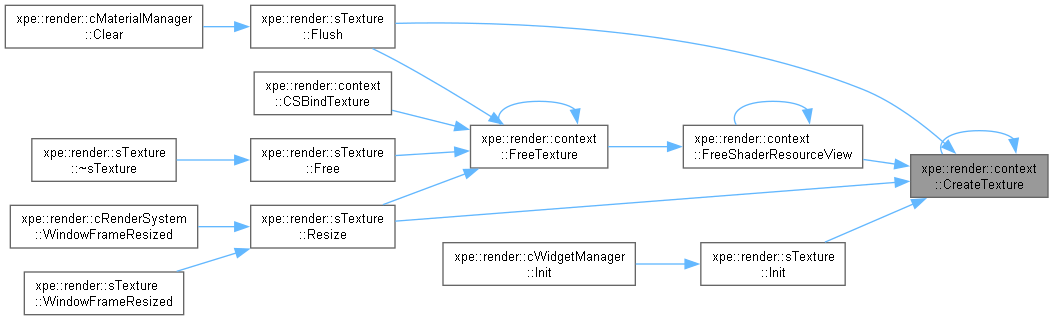 xpe::render::cMaterialManager
::Clear
xpe::render::sTexture
::Flush
xpe::render::context
::CSBindTexture
xpe::render::sTexture
::~sTexture
xpe::render::sTexture
::Free
xpe::render::context
::FreeTexture
xpe::render::context
::FreeShaderResourceView
xpe::render::context
::CreateTexture
xpe::render::cRenderSystem
::WindowFrameResized
xpe::render::sTexture
::Resize
xpe::render::cWidgetManager
::Init
xpe::render::sTexture
::Init
xpe::render::sTexture
::WindowFrameResized